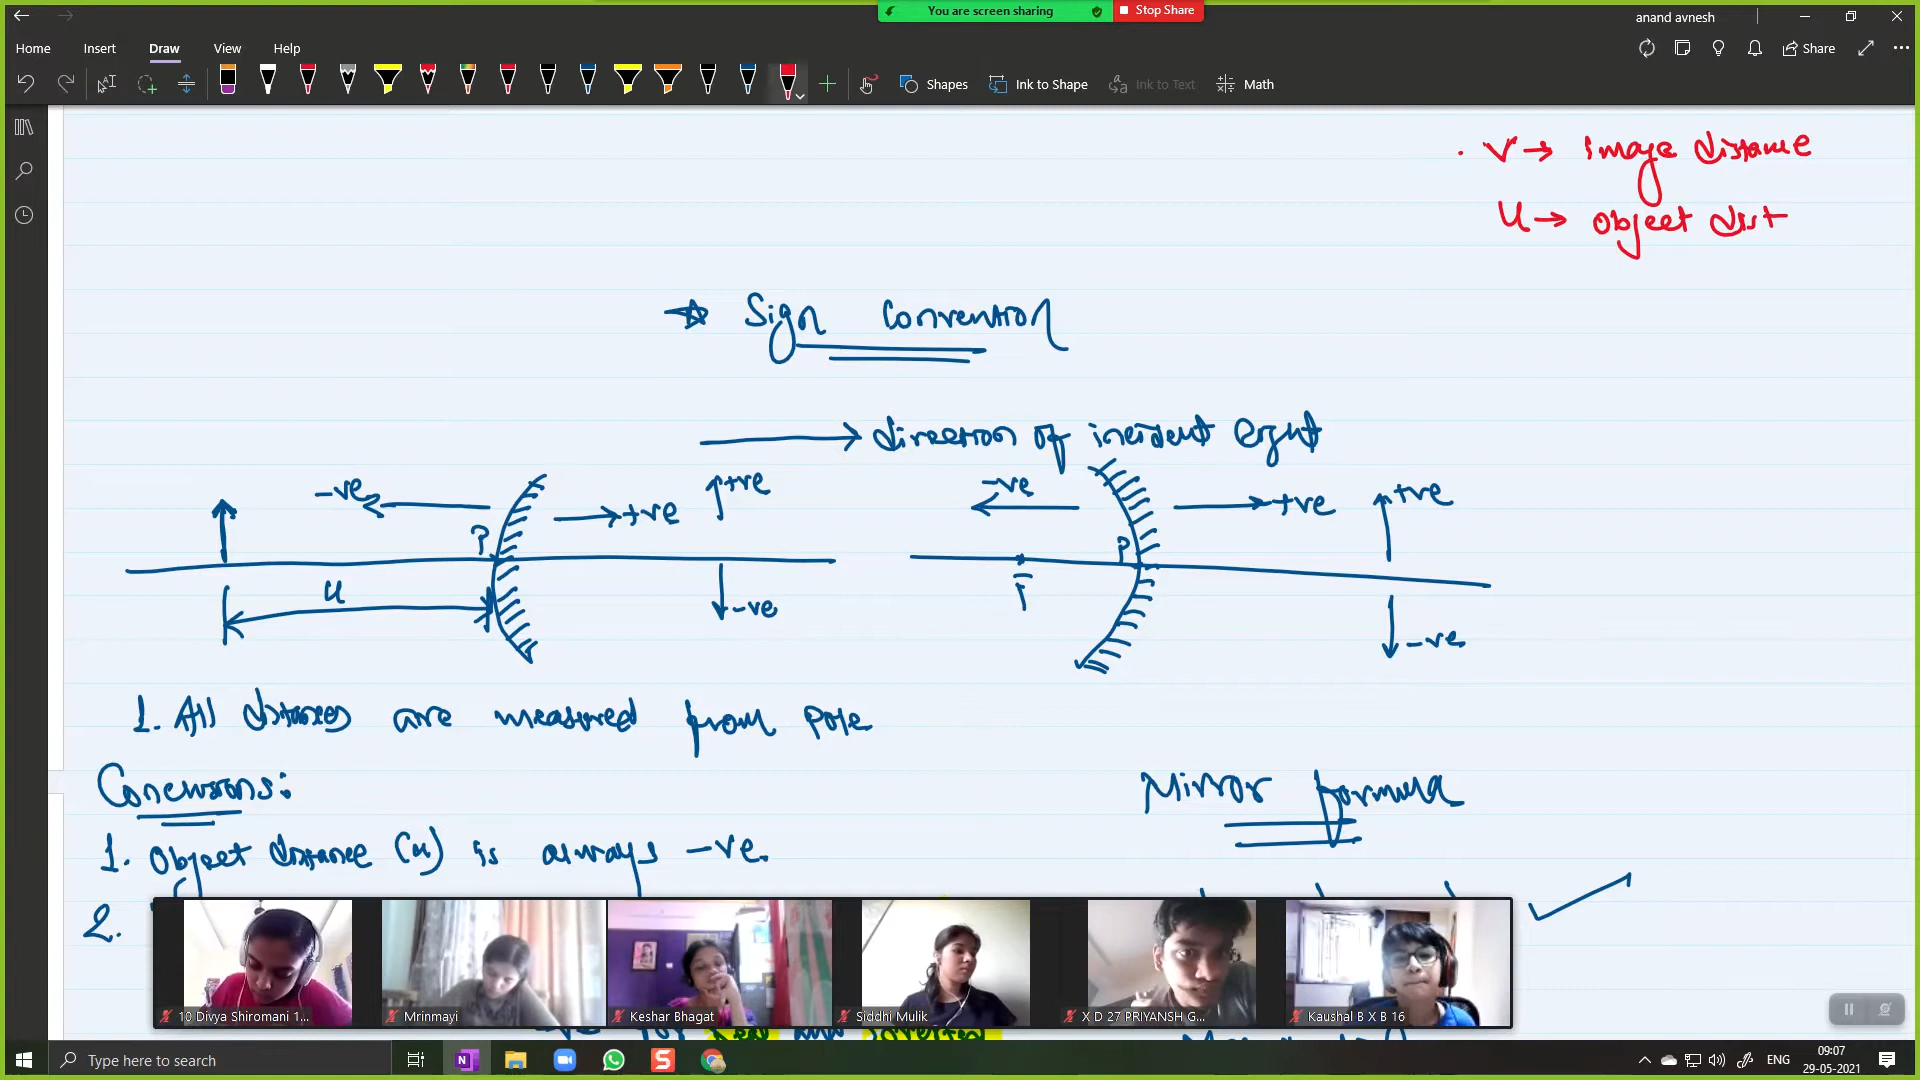 You are screen sharing
Stop Share
anand avnesh
Home Insert Draw View Help
Share
Shapes
Ink to Shape
Ink to Text
Math
V → image distance
u → object dist
Sign Convention
direction of incident light
-ve
+ve
+ve
-ve
+ve
+ve
P
P
u
F
-ve
-ve
1. All distances are measured from pole
Conclusions:
Mirror formula
1. Object distance (u) is always -ve.
2.
10 Divya Shiromani 1...
Mrinmayi
Keshar Bhagat
Siddhi Mulik
X D 27 PRIYANSH G...
Kaushal B X B 16
Type here to search
ENG
09:07
29-05-2021